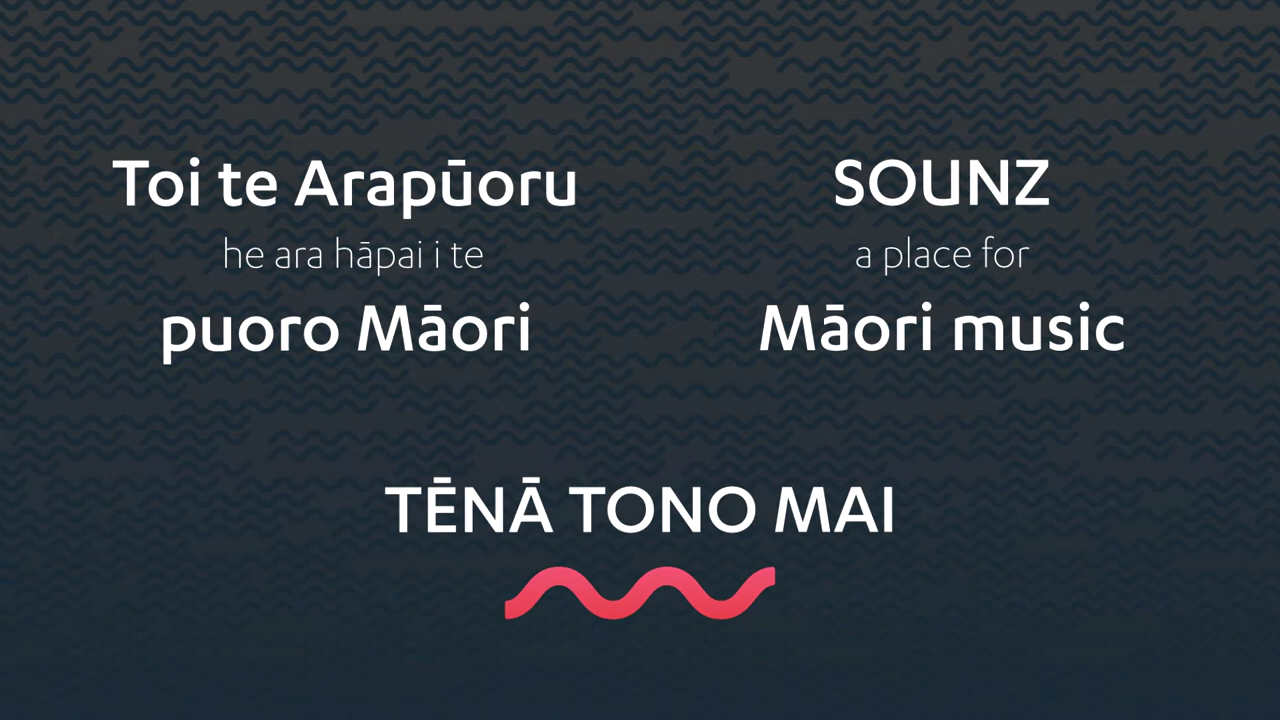 Toi te Arapūoru
he ara hāpai i te
puoro Māori
SOUNZ
a place for
Māori music
TĒNĀ TONO MAI